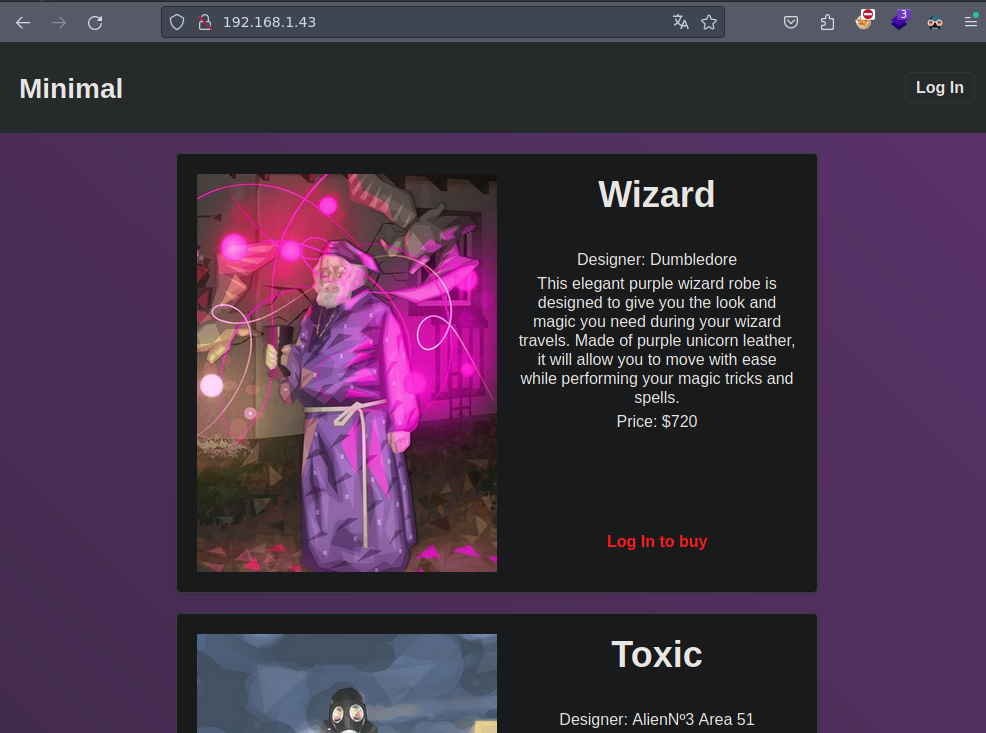 192.168.1.43
3
Minimal
Log In
Wizard
Designer: Dumbledore
This elegant purple wizard robe is
designed to give you the look and
magic you need during your wizard
travels. Made of purple unicorn leather,
it will allow you to move with ease
while performing your magic tricks and
spells.
Price: $720
Log In to buy
Toxic
Designer: AlienNº3 Area 51